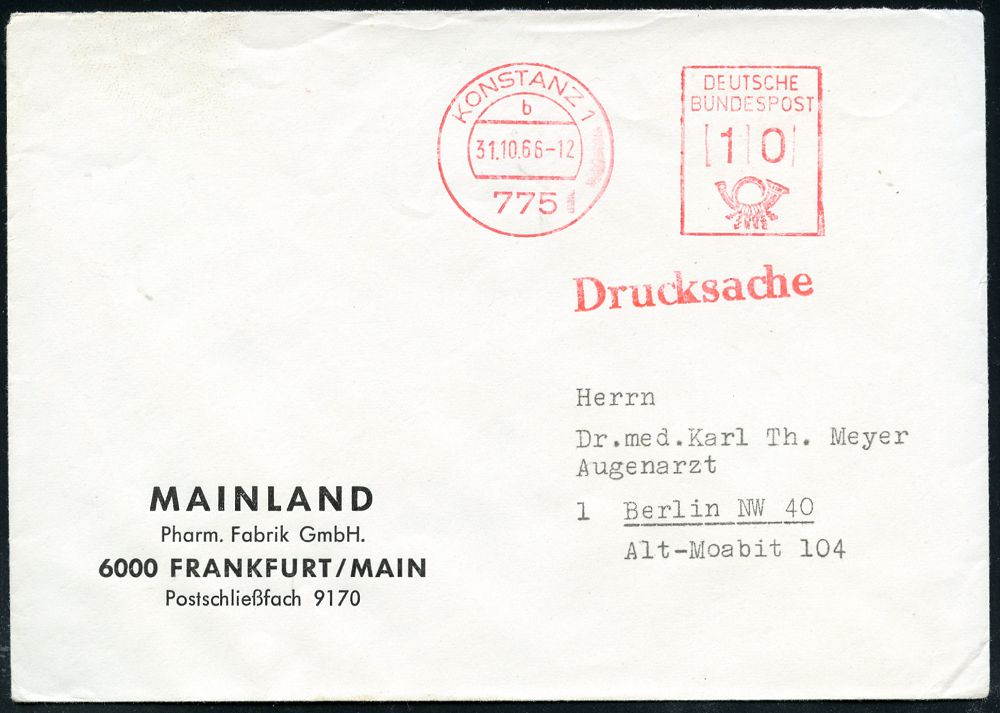 KONSTANZ 1
b
31.10.66-12
775
DEUTSCHE
BUNDESPOST
10
Drucksache
Herrn
Dr.med.Karl Th. Meyer
Augenarzt
1 Berlin NW 40
Alt-Moabit 104
MAINLAND
Pharm. Fabrik GmbH.
6000 FRANKFURT/MAIN
Postschließfach 9170